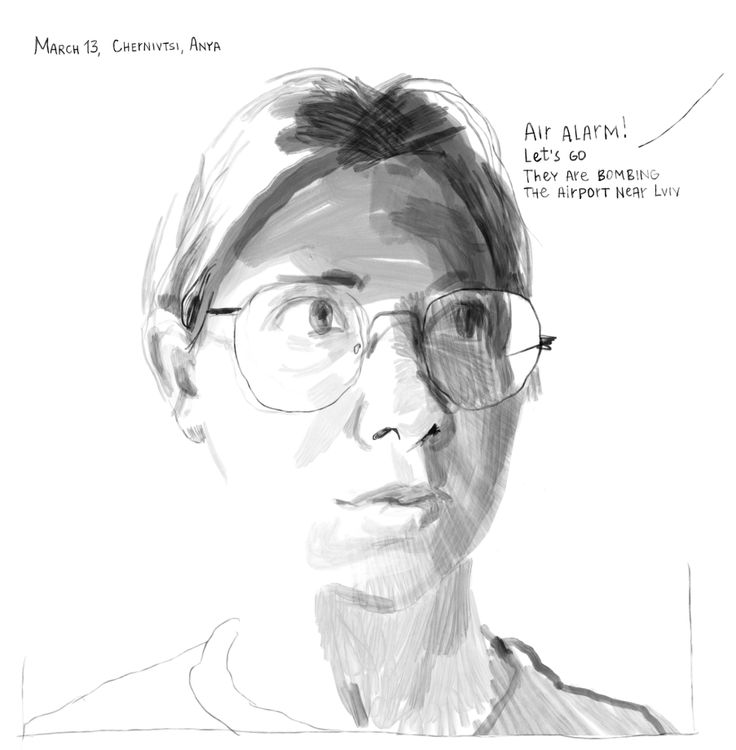 March 13, Chernivtsi, Anya
Air alarm!
Let's go
They are bombing
the airport near Lviv